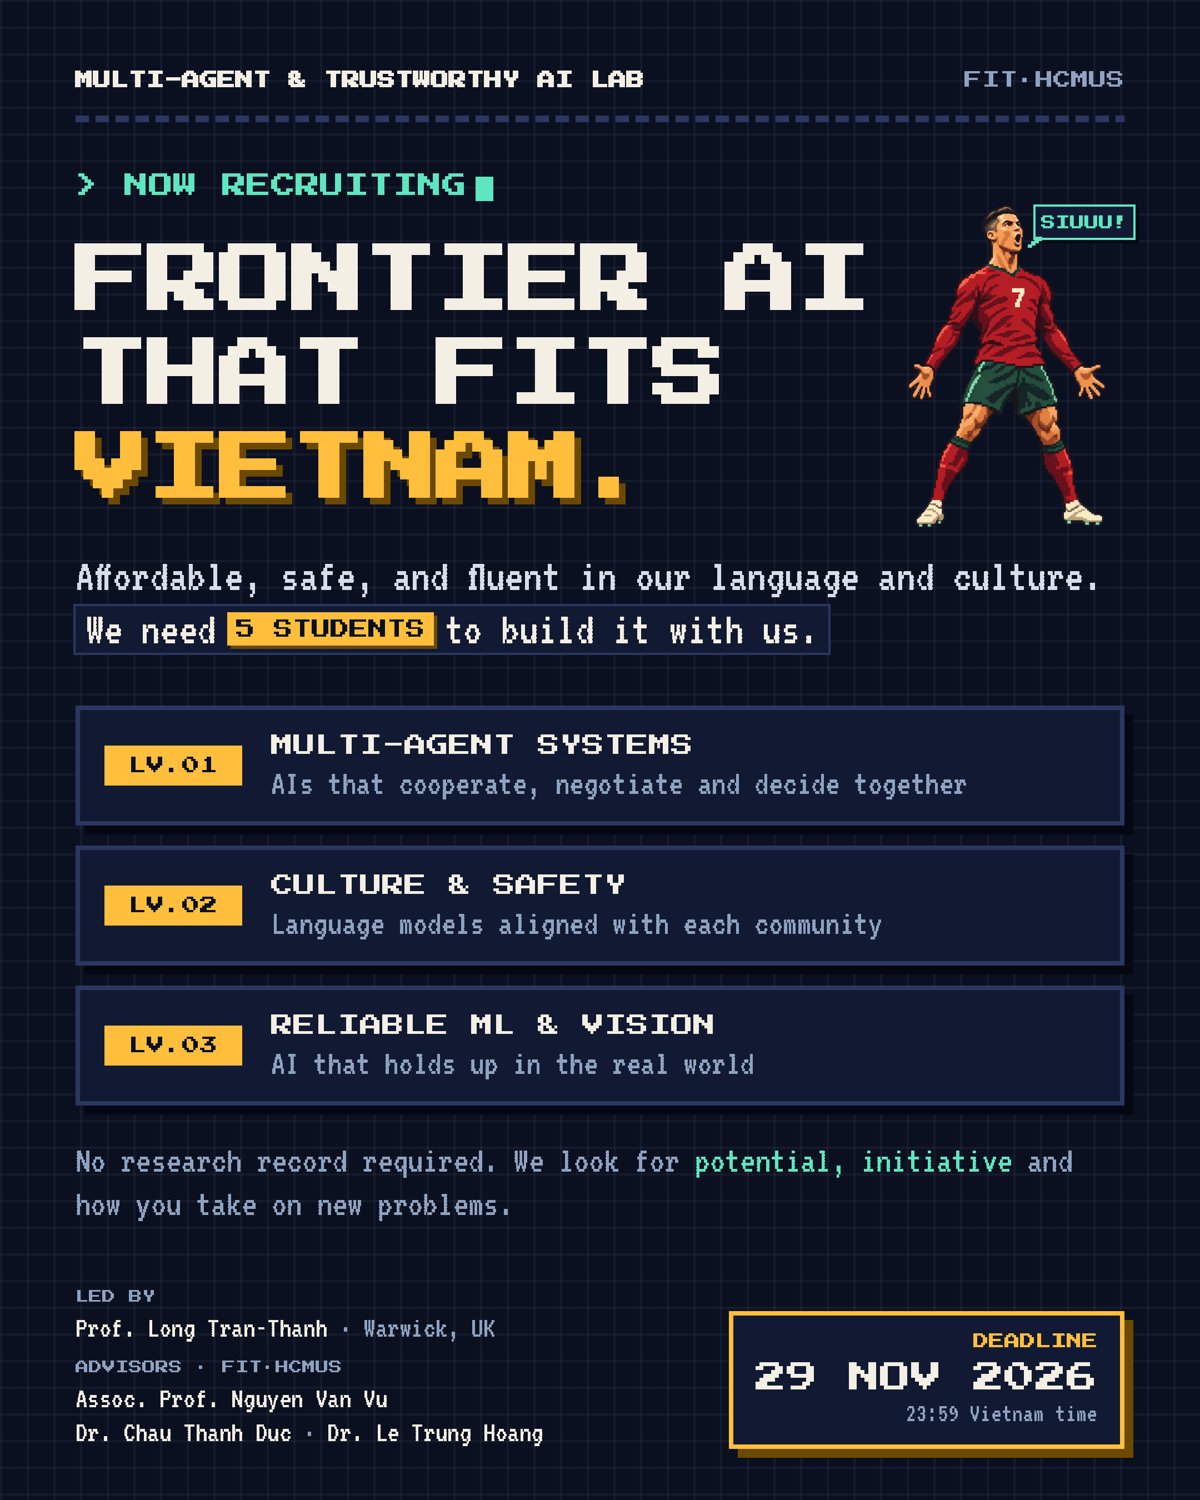 MULTI-AGENT & TRUSTWORTHY AI LAB
FIT·HCMUS
> NOW RECRUITING
SIUUU!
7
FRONTIER AI
THAT FITS
VIETNAM.
Affordable, safe, and fluent in our language and culture.
We need 5 STUDENTS to build it with us.
LV.01
MULTI-AGENT SYSTEMS
AIs that cooperate, negotiate and decide together
LV.02
CULTURE & SAFETY
Language models aligned with each community
LV.03
RELIABLE ML & VISION
AI that holds up in the real world
No research record required. We look for potential, initiative and
how you take on new problems.
LED BY
Prof. Long Tran-Thanh · Warwick, UK
ADVISORS · FIT·HCMUS
Assoc. Prof. Nguyen Van Vu
Dr. Chau Thanh Duc · Dr. Le Trung Hoang
DEADLINE
29 NOV 2026
23:59 Vietnam time